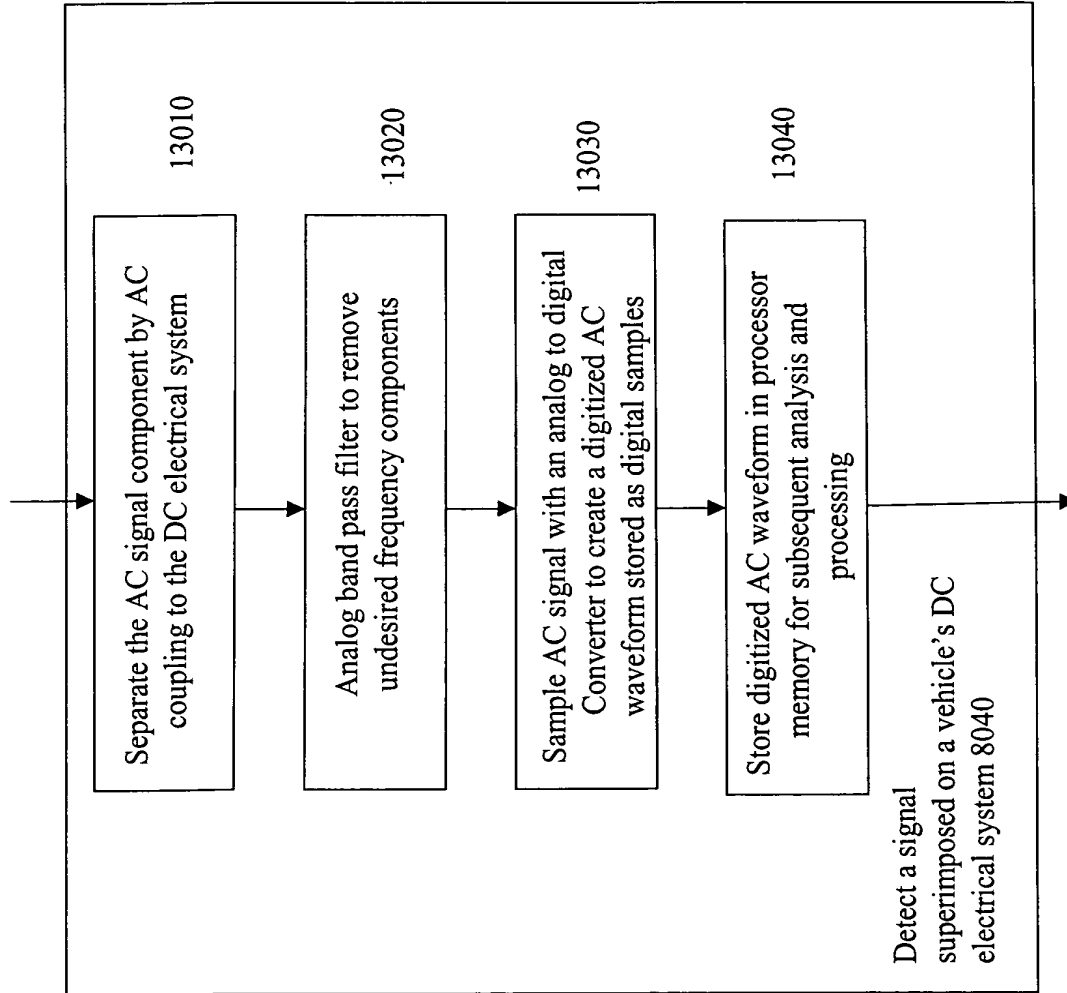 Separate the AC signal component by AC
coupling to the DC electrical system
13010
Analog band pass filter to remove
undesired frequency components
13020
Sample AC signal with an analog to digital
Converter to create a digitized AC
waveform stored as digital samples
13030
Store digitized AC waveform in processor
memory for subsequent analysis and
processing
13040
Detect a signal
superimposed on a vehicle's DC
electrical system 8040